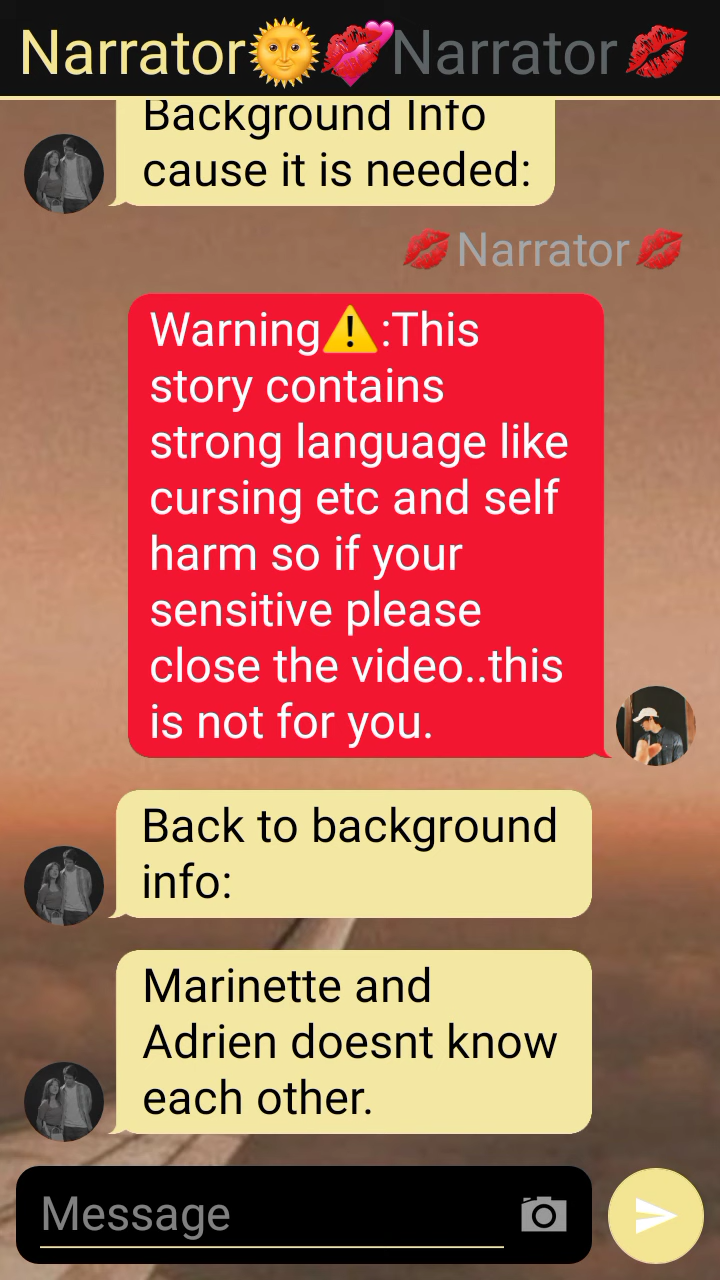 Narrator🌞💋💕Narrator💋
Background Info
cause it is needed:
💋Narrator💋
Warning⚠️:This
story contains
strong language like
cursing etc and self
harm so if your
sensitive please
close the video..this
is not for you.
Back to background
info:
Marinette and
Adrien doesnt know
each other.
Message